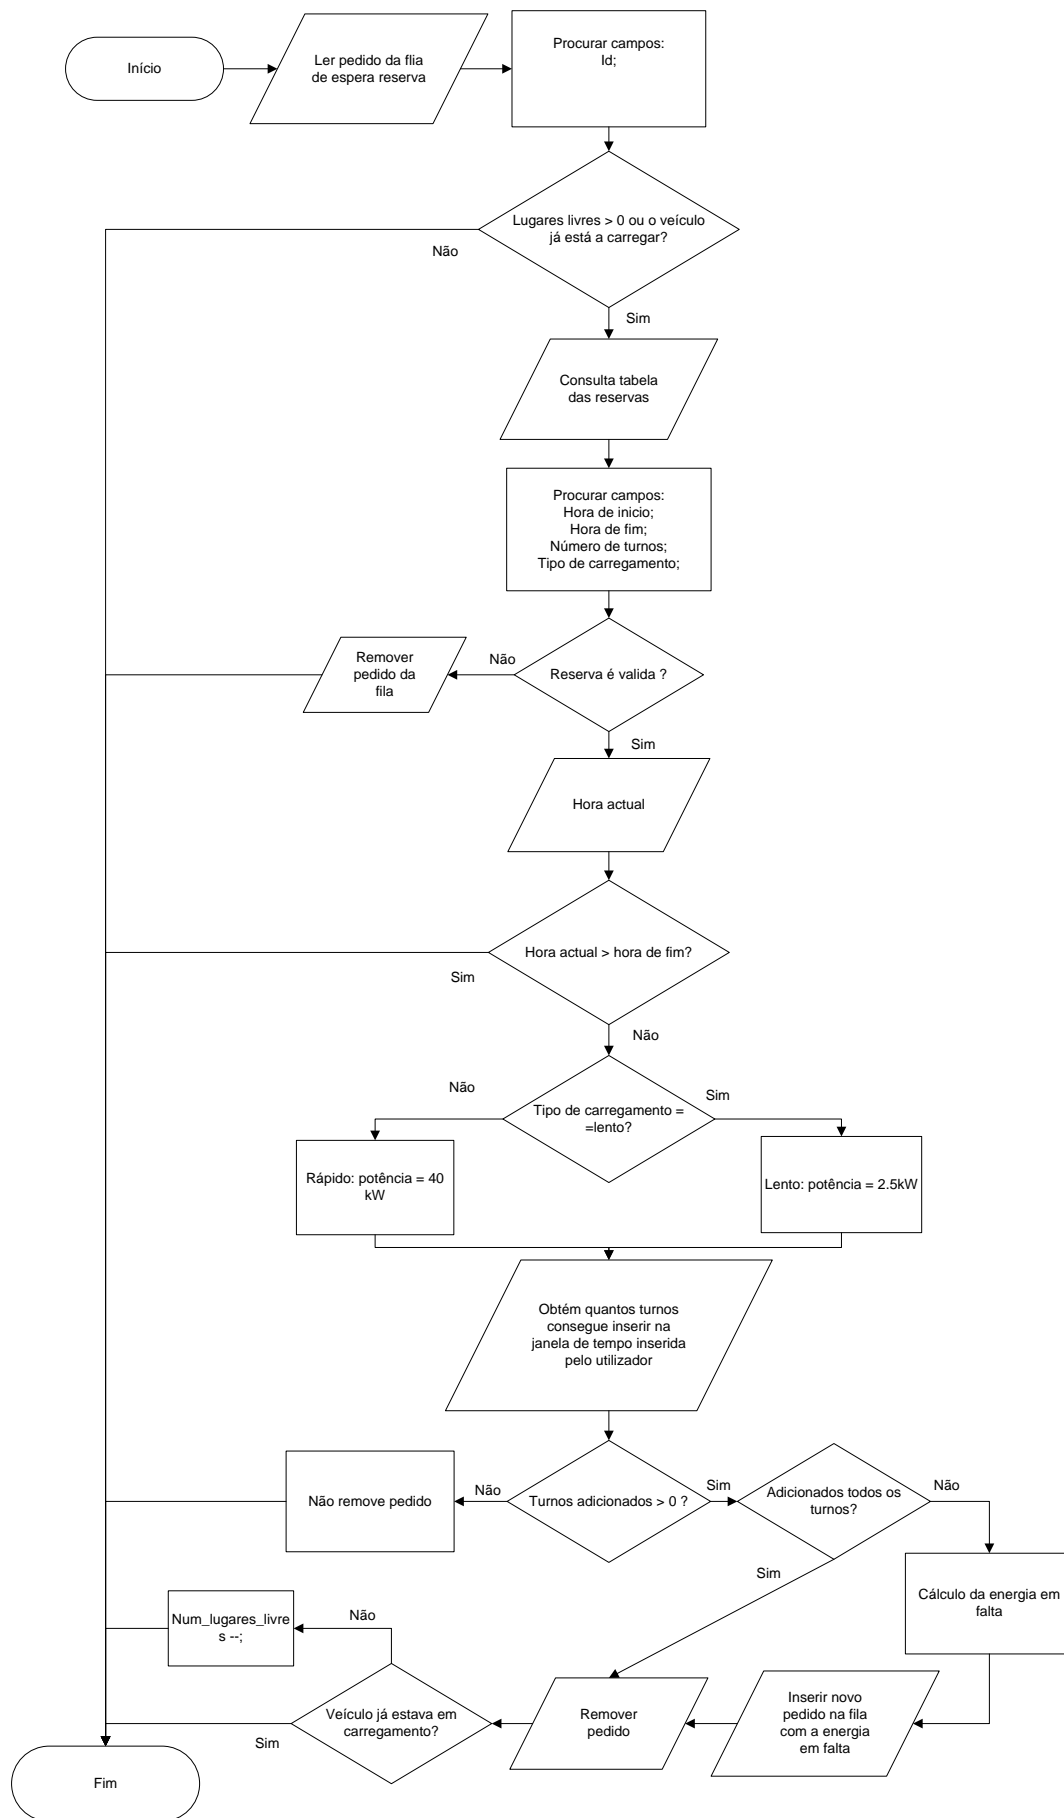 Início
Ler pedido da flia
de espera reserva
Procurar campos:
Id;
Lugares livres > 0 ou o veículo
já está a carregar?
Não
Sim
Consulta tabela
das reservas
Procurar campos:
Hora de inicio;
Hora de fim;
Número de turnos;
Tipo de carregamento;
Remover
pedido da
fila
Não
Reserva é valida ?
Sim
Hora actual
Hora actual > hora de fim?
Sim
Não
Não
Tipo de carregamento =
=lento?
Sim
Rápido: potência = 40
kW
Lento: potência = 2.5kW
Obtém quantos turnos
consegue inserir na
janela de tempo inserida
pelo utilizador
Não remove pedido
Não
Turnos adicionados > 0 ?
Sim
Adicionados todos os
turnos?
Não
Sim
Cálculo da energia em
falta
Num_lugares_livre
s --;
Não
Veículo já estava em
carregamento?
Sim
Remover
pedido
Inserir novo
pedido na fila
com a energia
em falta
Fim